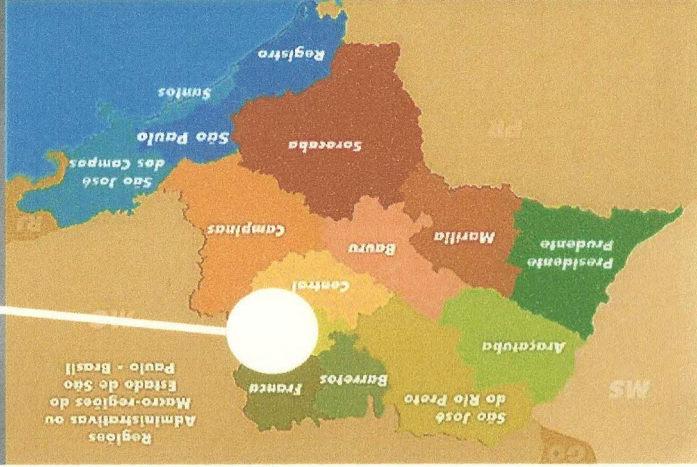 Regiões
Administrativas ou
Macro-regiões do
Estado de São
Paulo - Brasil
GO
MS
São José
do Rio Preto
Barretos
Franca
Araçatuba
MG
Central
Presidente
Prudente
Marília
Bauru
Campinas
RJ
São José
dos Campos
PR
Sorocaba
São Paulo
Santos
Registro